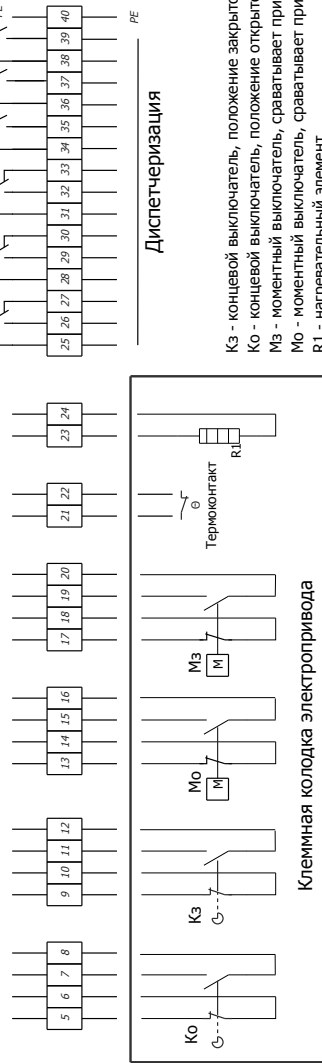 PE
5 6 7 8 9 10 11 12 13 14 15 16 17 18 19 20 21 22 23 24 25 26 27 28 29 30 31 32 33 34 35 36 37 38 39 40
PE
Диспетчеризация
Ко Кз Мо Мз
M M
Θ
Термоконтакт
R1
Клеммная колодка электропривода
Кз - концевой выключатель, положение закрыто
Ко - концевой выключатель, положение открыто
Мз - моментный выключатель, сраватывает при
Мо - моментный выключатель, сраватывает при
R1 - нагревательный элемент